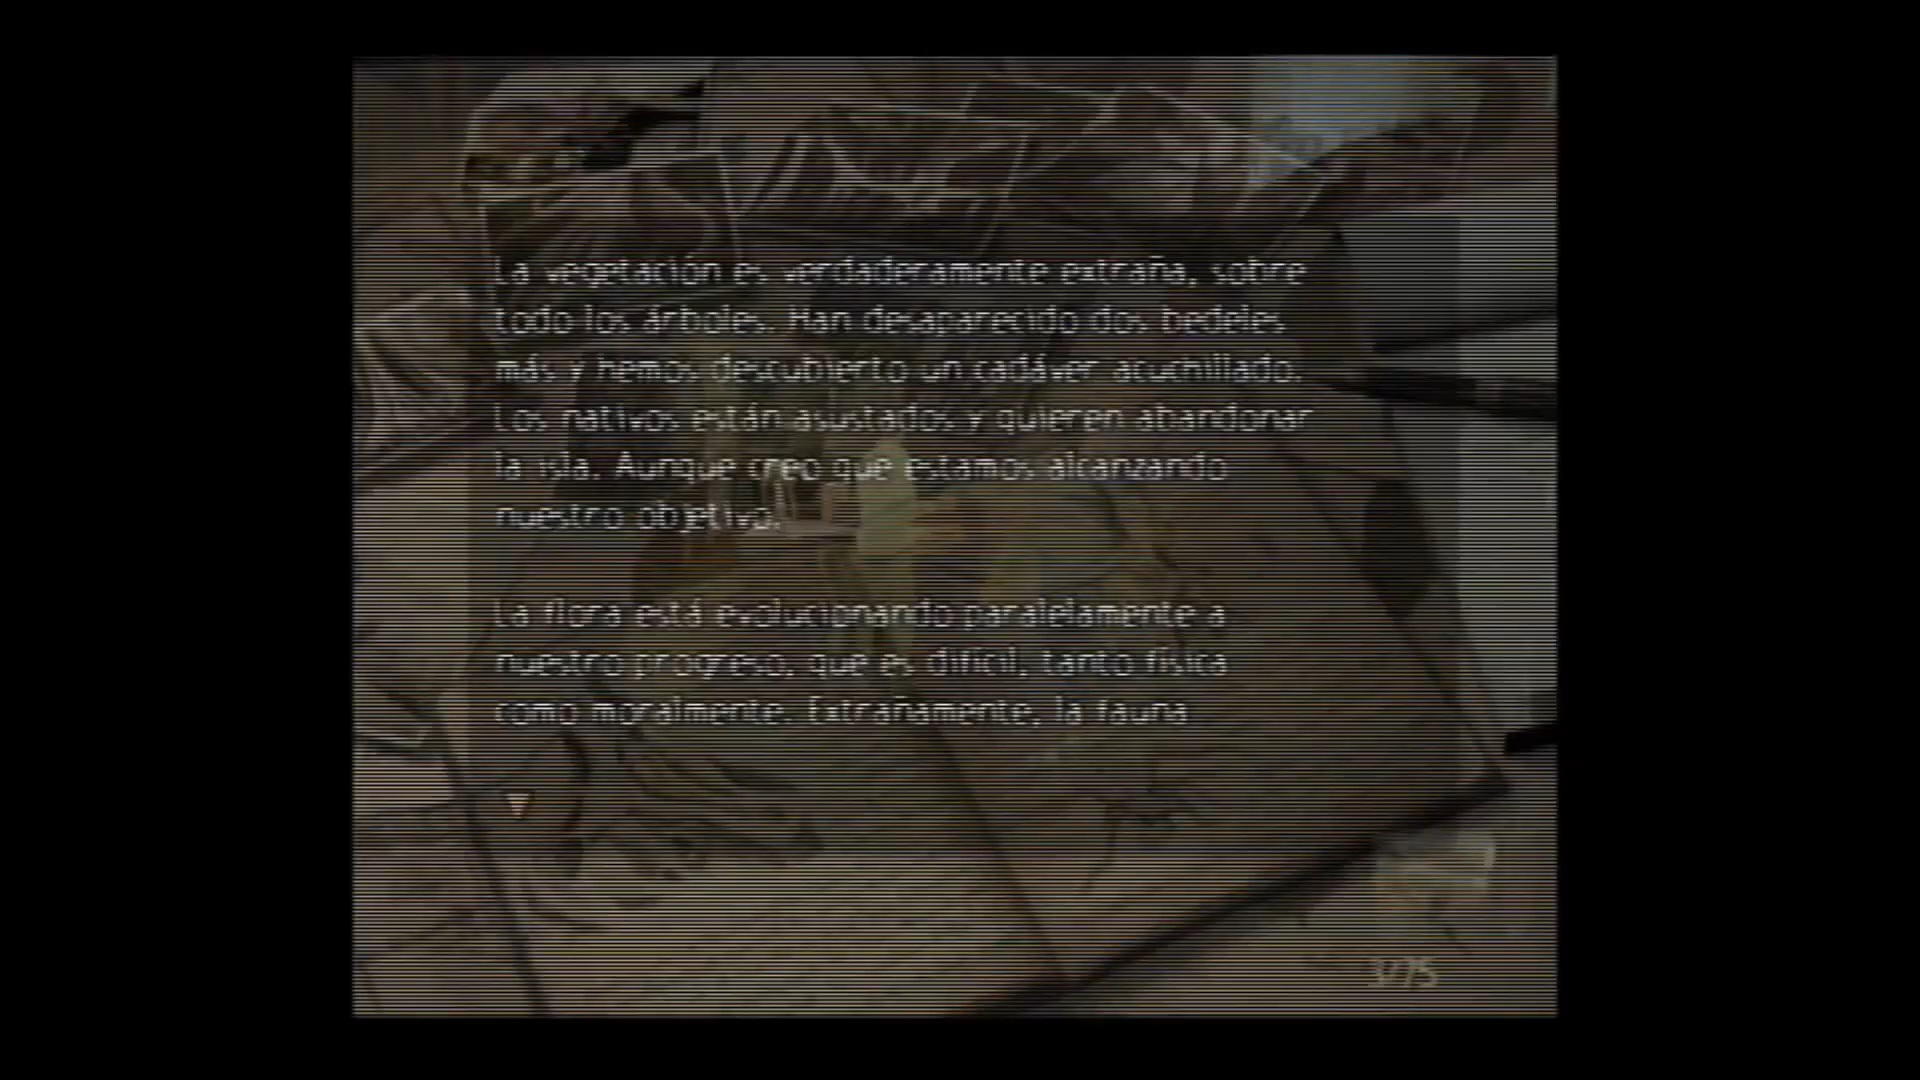 La vegetación es verdaderamente extraña, sobre
todo los árboles. Han desaparecido dos bedeles
más y hemos descubierto un cadáver acuchillado.
Los nativos están asustados y quieren abandonar
la isla. Aunque creo que estamos alcanzando
nuestro objetivo.
La flora está evolucionando paralelamente a
nuestro progreso, que es difícil, tanto física
como moralmente. Extrañamente, la fauna